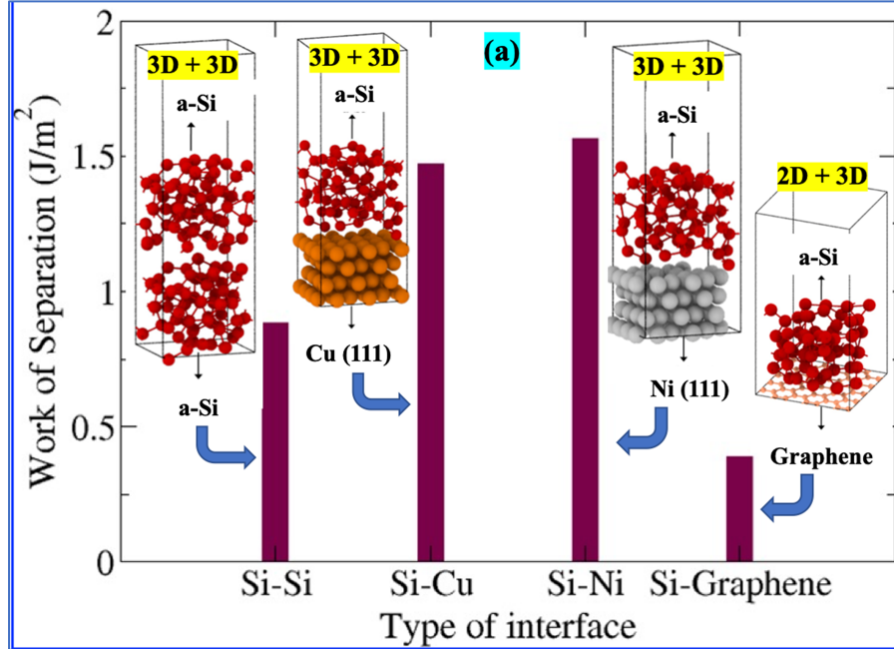 (a)
Work of Separation (J/m²)
2
1.5
1
0.5
0
3D + 3D
a-Si
a-Si
3D + 3D
a-Si
Cu (111)
3D + 3D
a-Si
Ni (111)
2D + 3D
a-Si
Graphene
Si-Si
Si-Cu
Si-Ni
Si-Graphene
Type of interface